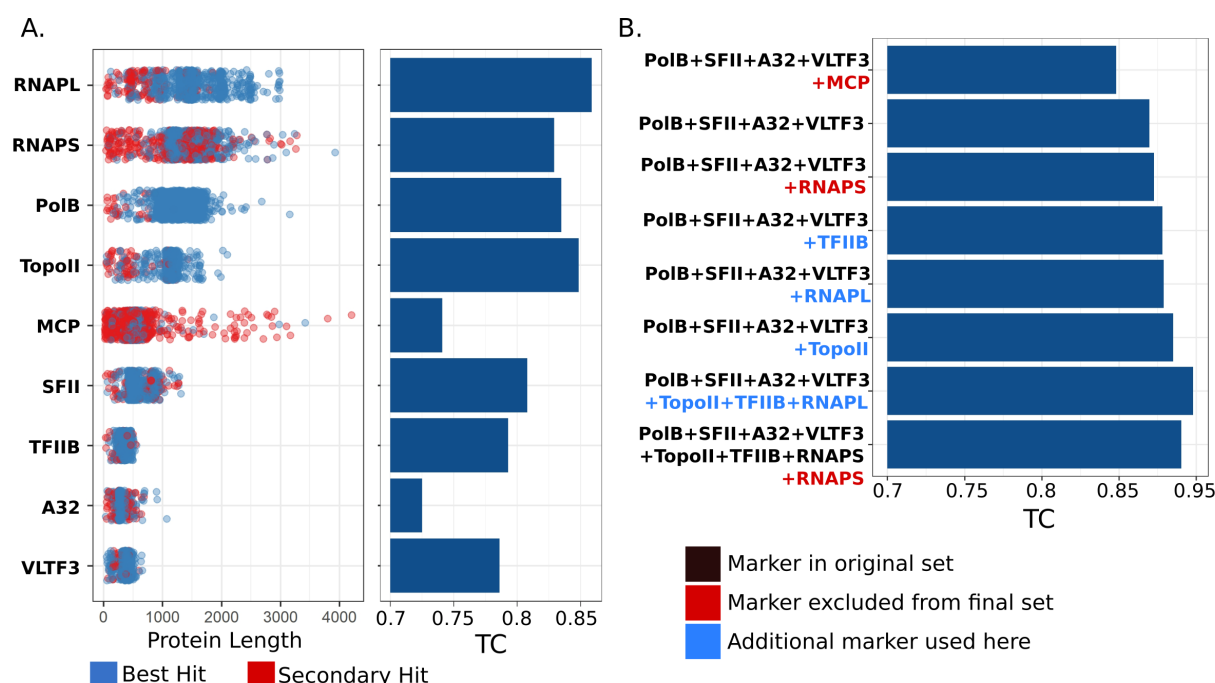 A.
RNAPL
RNAPS
PolB
TopoII
MCP
SFII
TFIIB
A32
VLTF3
0 1000 2000 3000 4000
Protein Length
Best Hit
Secondary Hit
0.7 0.75 0.8 0.85
TC
B.
PolB+SFII+A32+VLTF3
+MCP
PolB+SFII+A32+VLTF3
PolB+SFII+A32+VLTF3
+RNAPS
PolB+SFII+A32+VLTF3
+TFIIB
PolB+SFII+A32+VLTF3
+RNAPL
PolB+SFII+A32+VLTF3
+TopoII
PolB+SFII+A32+VLTF3
+TopoII+TFIIB+RNAPL
PolB+SFII+A32+VLTF3
+TopoII+TFIIB+RNAPS
+RNAPS
0.7 0.75 0.8 0.85 0.95
TC
Marker in original set
Marker excluded from final set
Additional marker used here